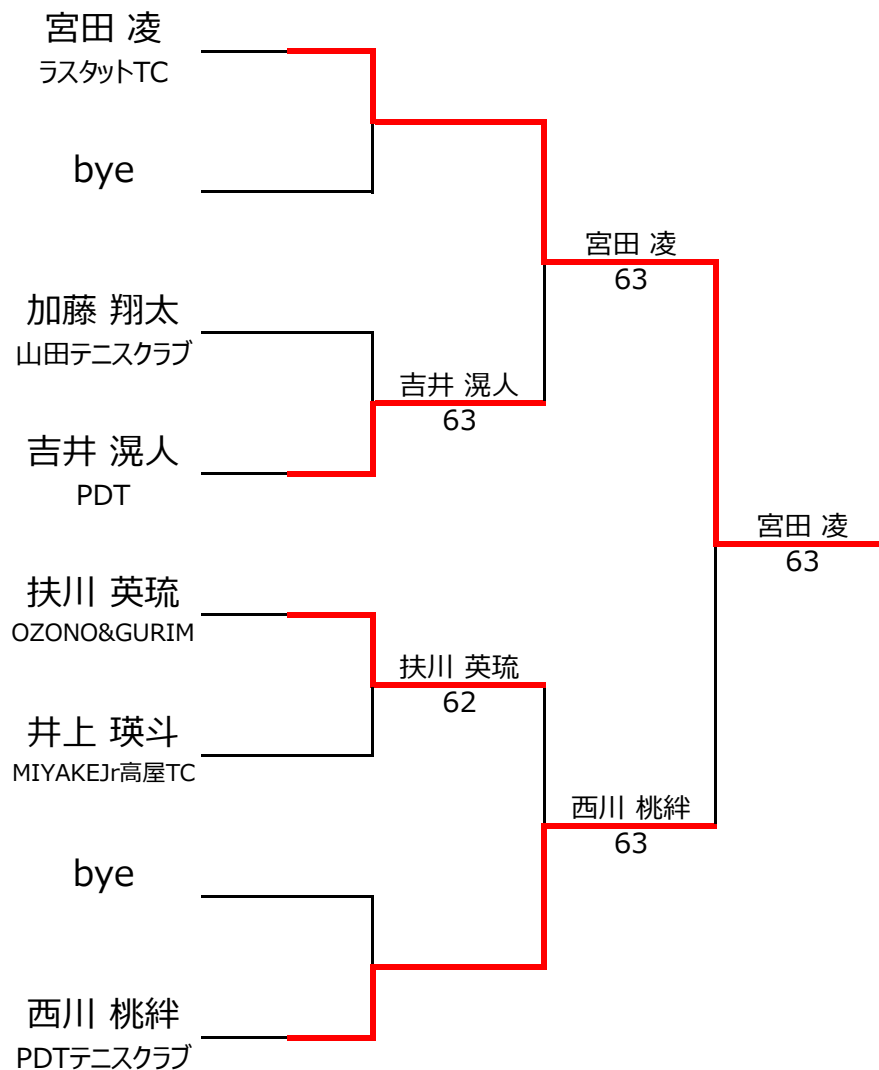 宮田 凌
ラスタットTC
bye
宮田 凌
63
加藤 翔太
山田テニスクラブ
吉井 滉人
63
吉井 滉人
PDT
宮田 凌
63
扶川 英琉
OZONO&GURIM
扶川 英琉
62
井上 瑛斗
MIYAKEJr高屋TC
西川 桃絆
63
bye
西川 桃絆
PDTテニスクラブ